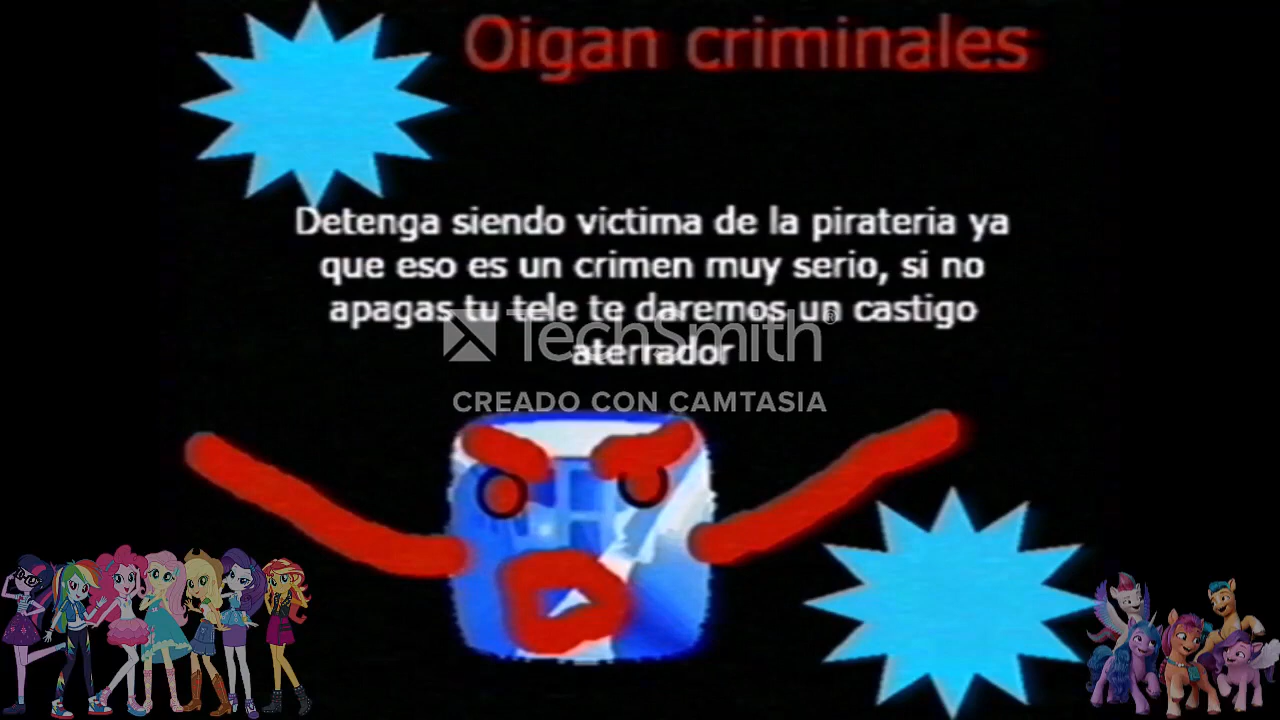 Oigan criminales
Detenga siendo victima de la pirateria ya
que eso es un crimen muy serio, si no
apagas tu tele te daremos un castigo
aterrador
TechSmith®
CREADO CON CAMTASIA